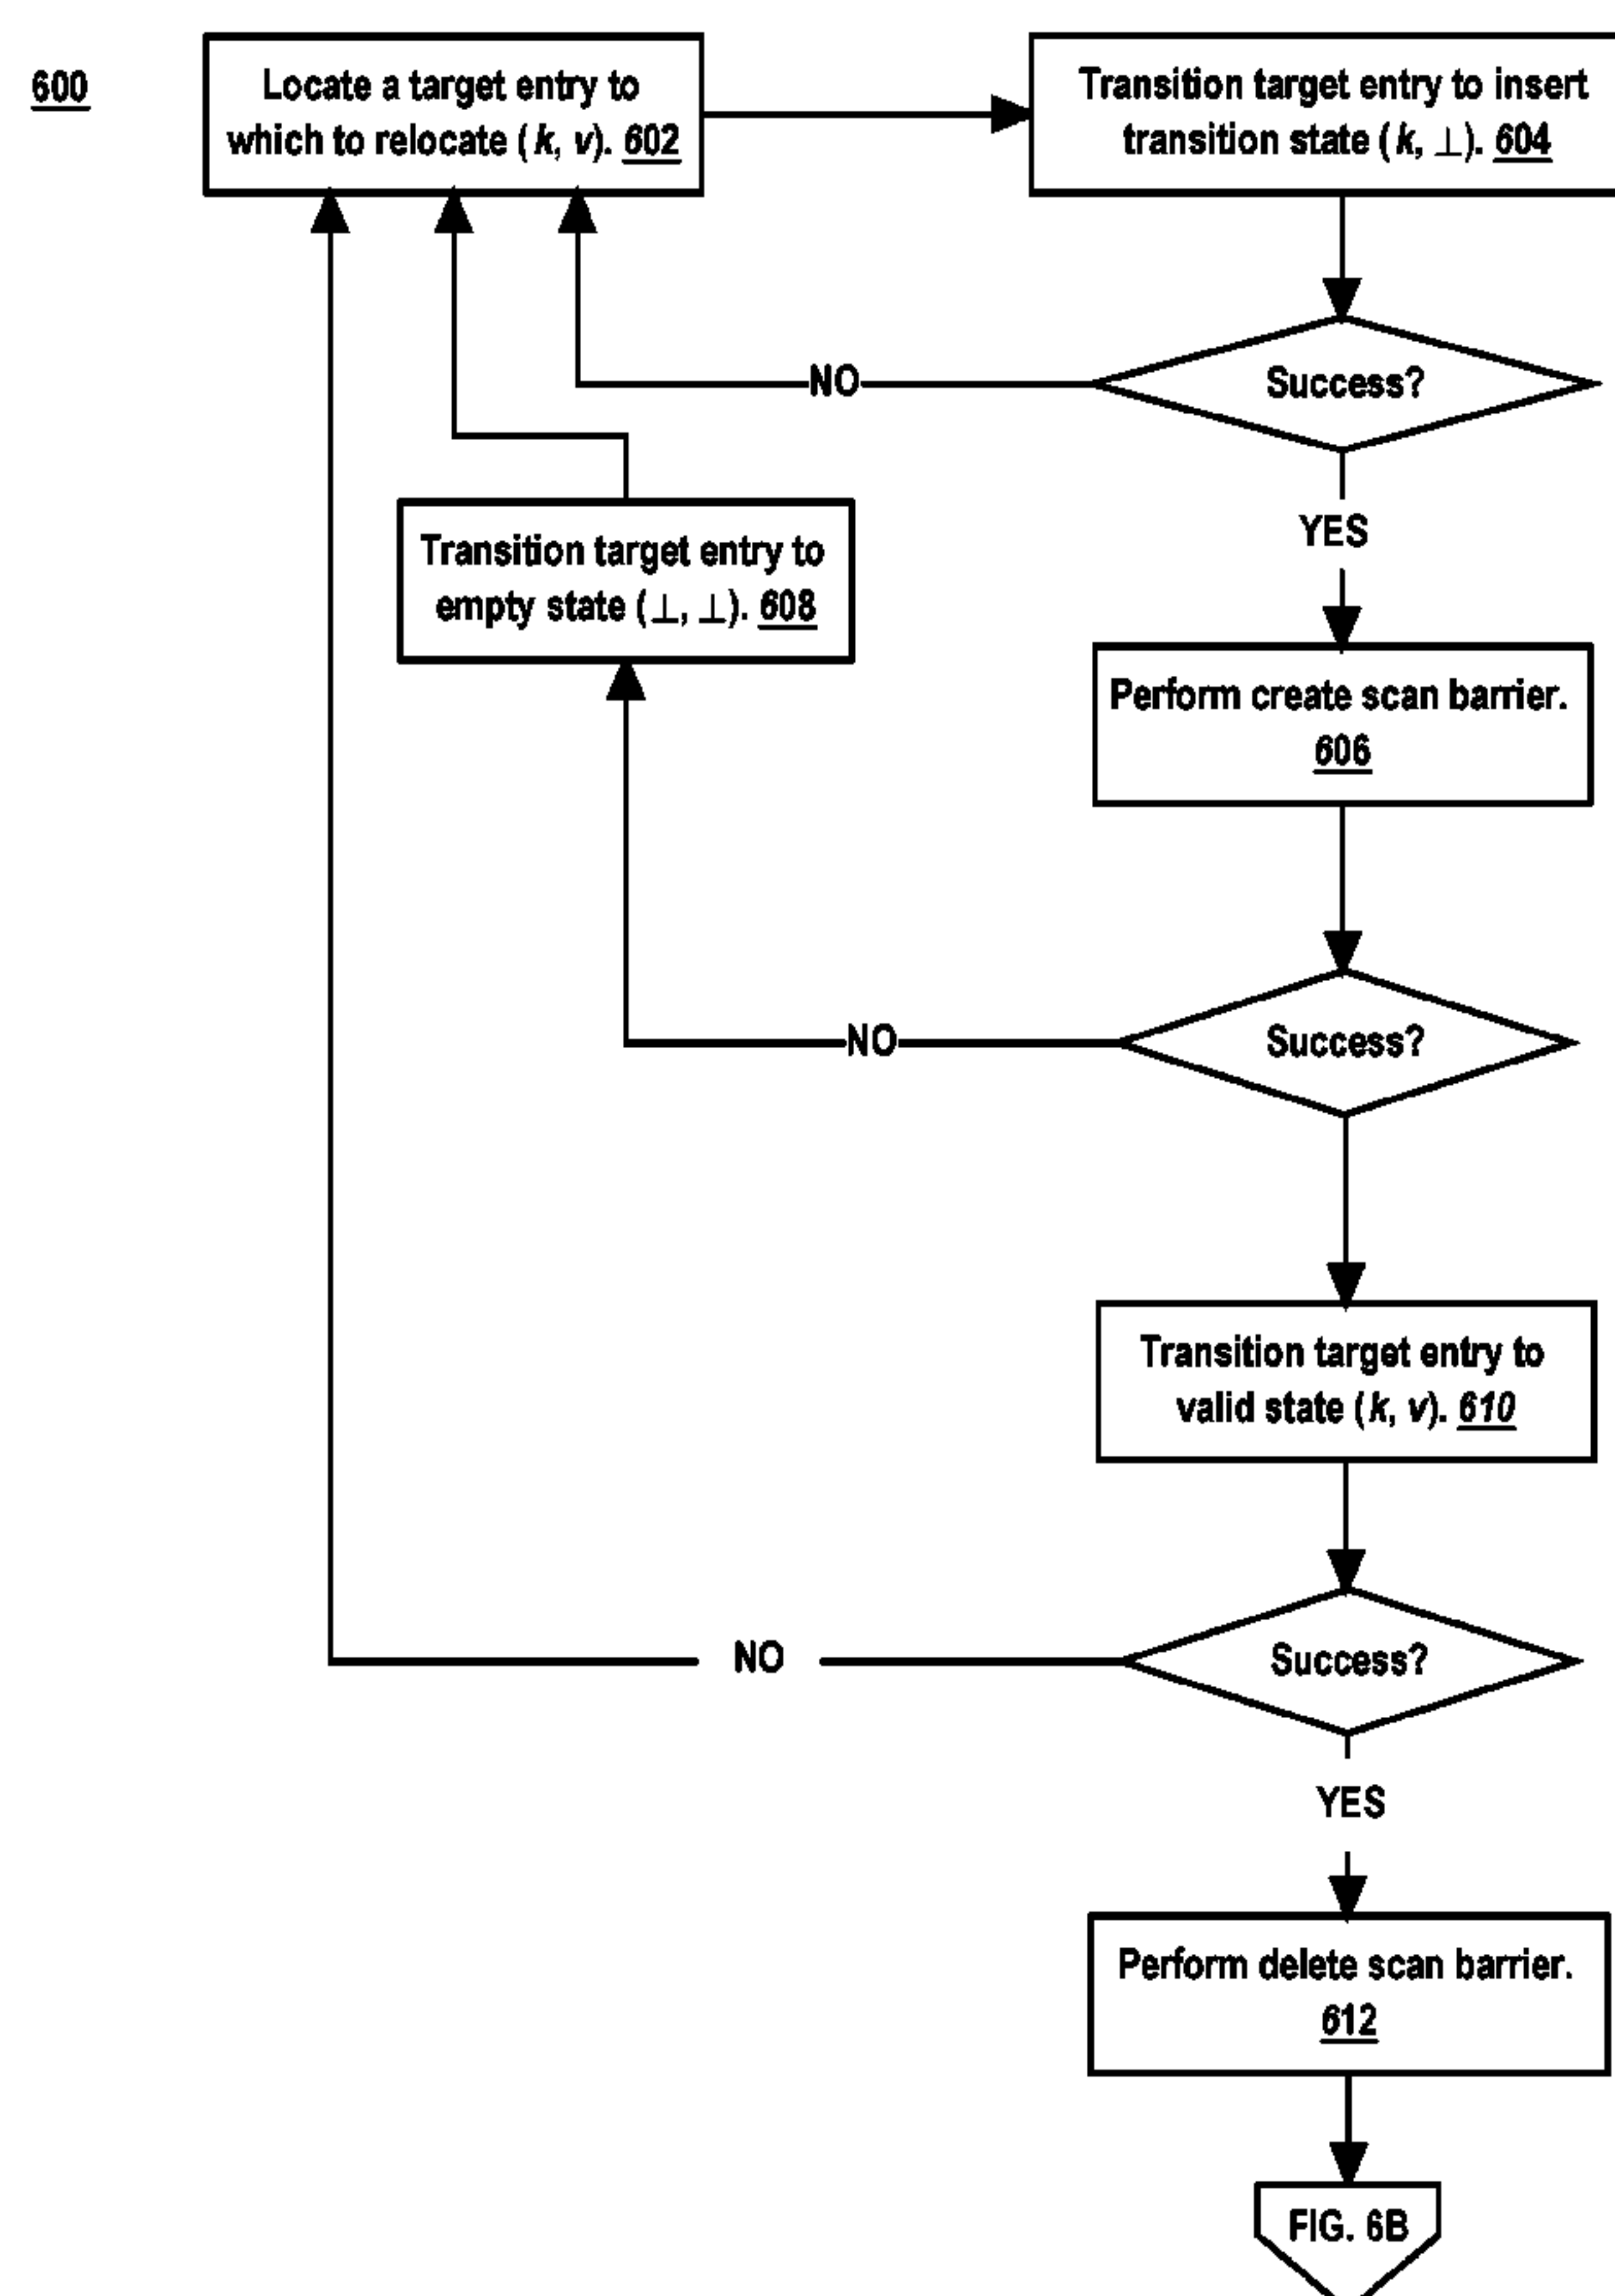 600
Locate a target entry to
which to relocate (k, v). 602
Transition target entry to insert
transition state (k, ⊥). 604
Success?
NO
YES
Transition target entry to
empty state (⊥, ⊥). 608
Perform create scan barrier.
606
Success?
NO
Transition target entry to
valid state (k, v). 610
Success?
NO
YES
Perform delete scan barrier.
612
FIG. 6B